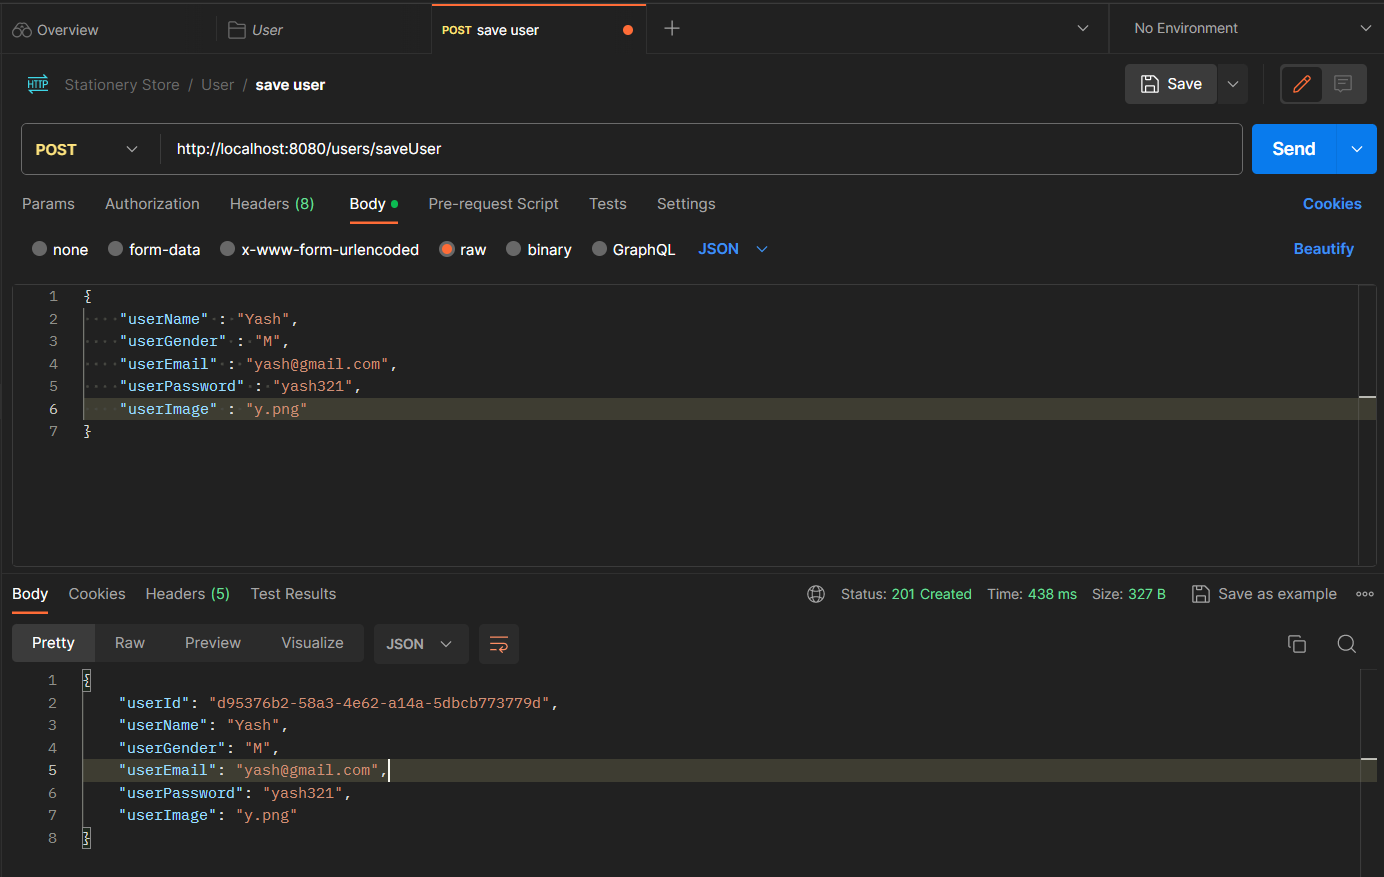 Overview User POST save user No Environment
HTTP Stationery Store / User / save user Save
POST http://localhost:8080/users/saveUser Send
Params Authorization Headers (8) Body Pre-request Script Tests Settings Cookies
none form-data x-www-form-urlencoded raw binary GraphQL JSON Beautify
1 {
2 "userName" : "Yash",
3 "userGender" : "M",
4 "userEmail" : "yash@gmail.com",
5 "userPassword" : "yash321",
6 "userImage" : "y.png"
7 }
Body Cookies Headers (5) Test Results Status: 201 Created Time: 438 ms Size: 327 B Save as example
Pretty Raw Preview Visualize JSON
1 {
2 "userId": "d95376b2-58a3-4e62-a14a-5dbcb773779d",
3 "userName": "Yash",
4 "userGender": "M",
5 "userEmail": "yash@gmail.com",
6 "userPassword": "yash321",
7 "userImage": "y.png"
8 }